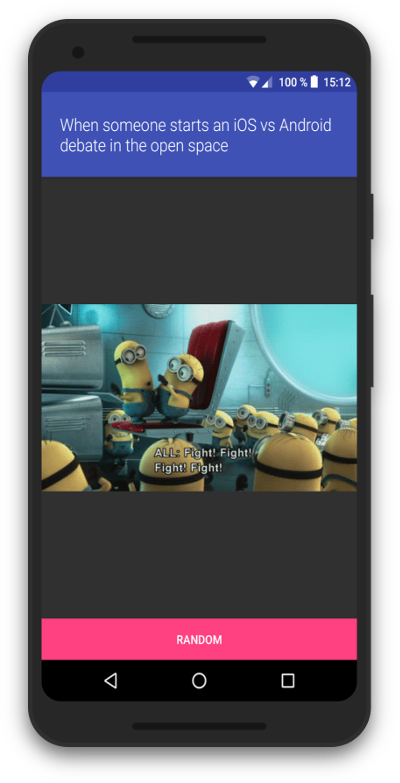 100 % 15:12
When someone starts an iOS vs Android
debate in the open space
ALL: Fight! Fight!
Fight! Fight!
RANDOM